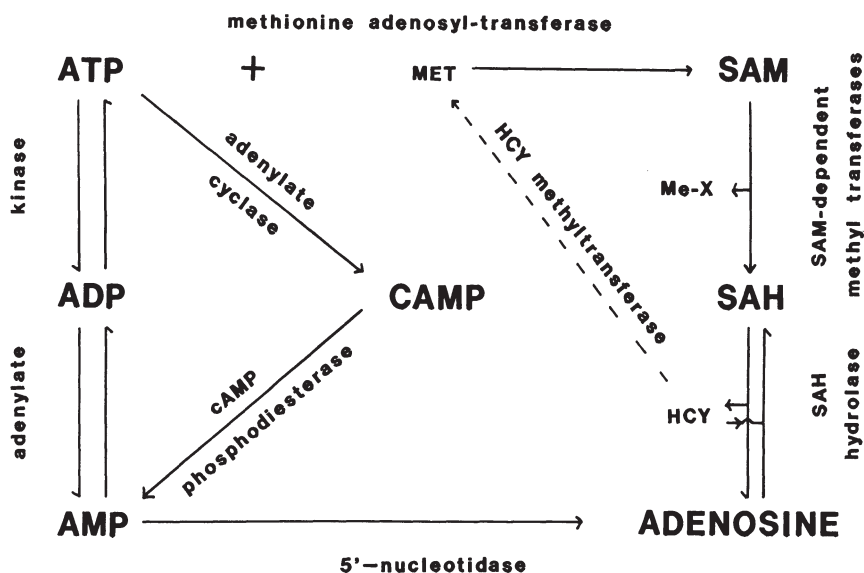 methionine adenosyl-transferase
ATP + MET SAM
kinase
adenylate
cyclase
HCY methyltransferase
Me-X
SAM-dependent
methyl transferases
ADP CAMP SAH
adenylate
cAMP
phosphodiesterase
HCY
SAH
hydrolase
AMP ADENOSINE
5'-nucleotidase